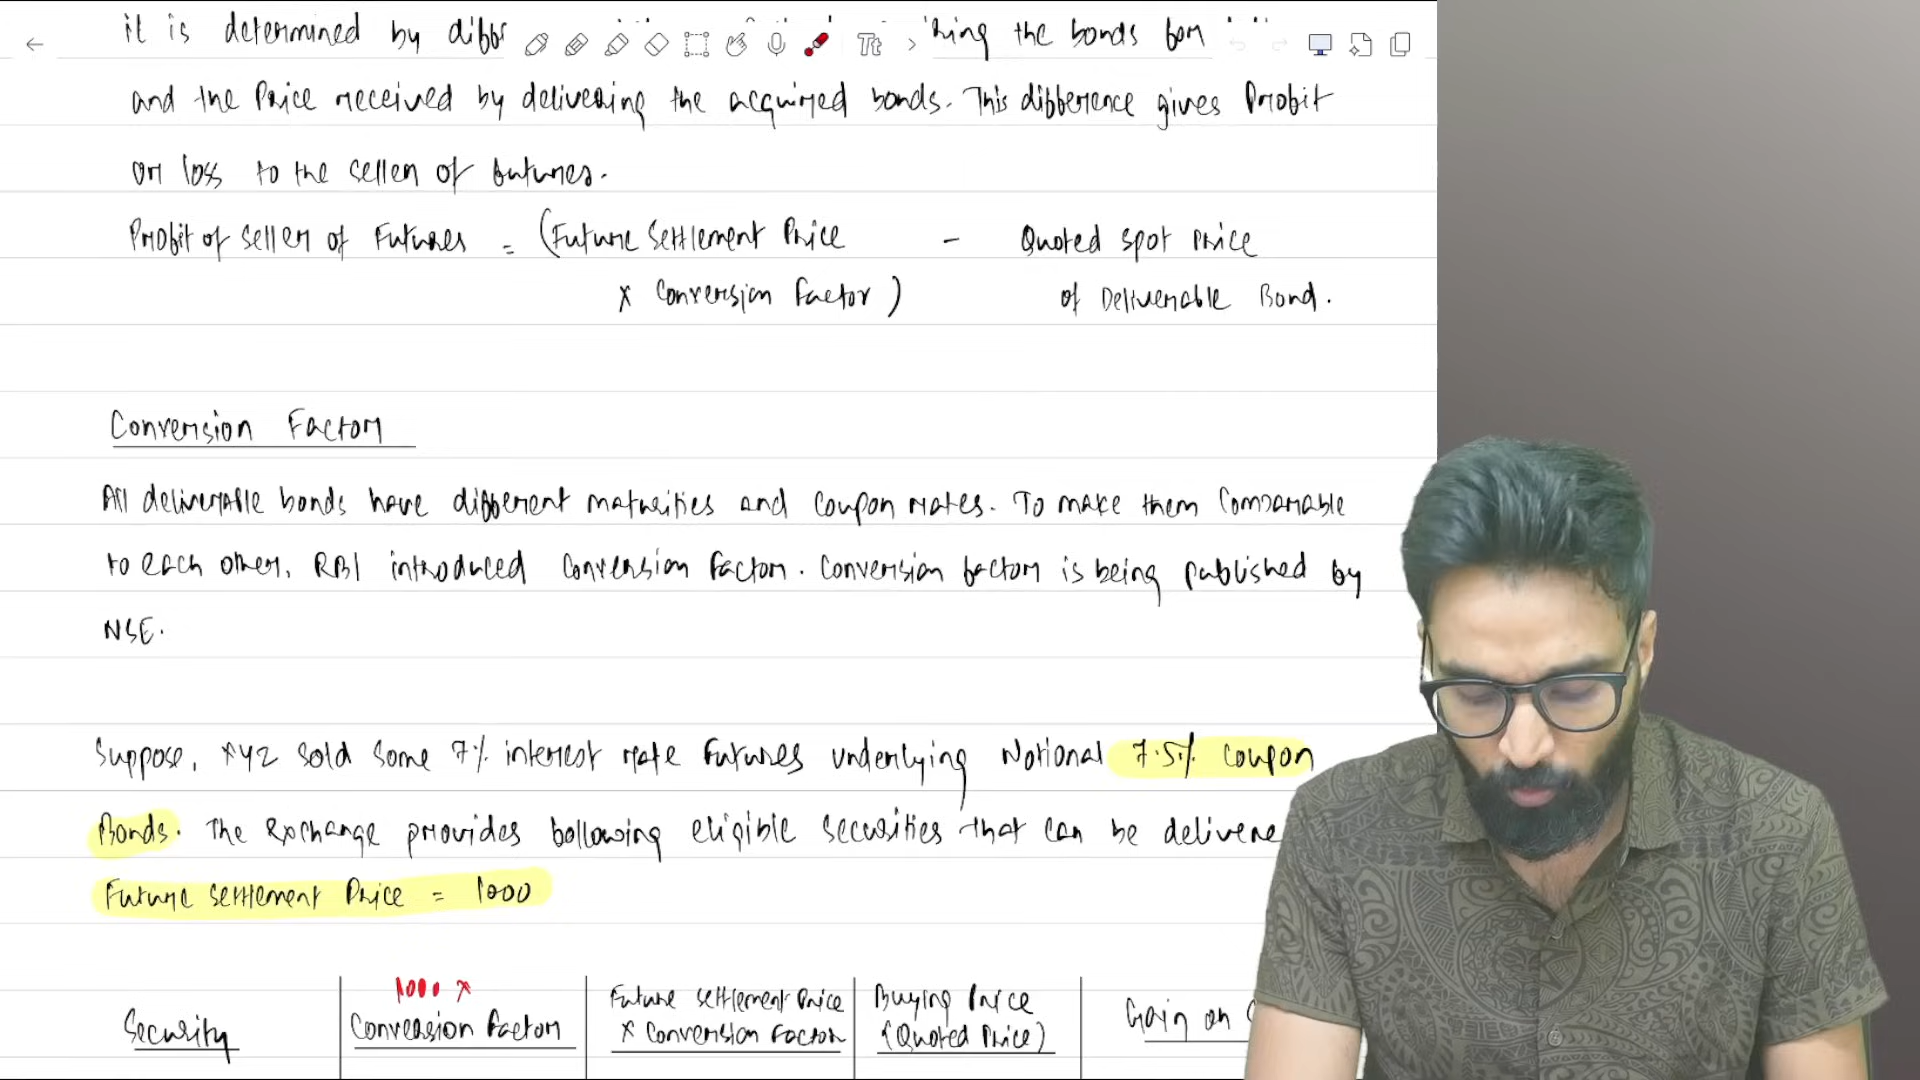 it is determined by the bonds
and the Price received by delivering the acquired bonds. This difference gives Profit
or loss to the seller of futures.
Profit of Seller of Futures = (Future Settlement Price - Quoted Spot Price
x Conversion Factor) of Deliverable Bond.
Conversion Factor
All deliverable bonds have different maturities and coupon rates. To make them Comparable
to each other, RBI introduced Conversion factor. Conversion factor is being published by
NSE.
Suppose, XYZ sold some 7% interest rate futures underlying Notional 7.5% coupon
Bonds. The Exchange provides following eligible securities that can be
Future settlement Price = 1000
1000 x
Security Conversion Factor Future Settlement Price x Conversion Factor Buying Price (Quoted Price) Gain on
Tt